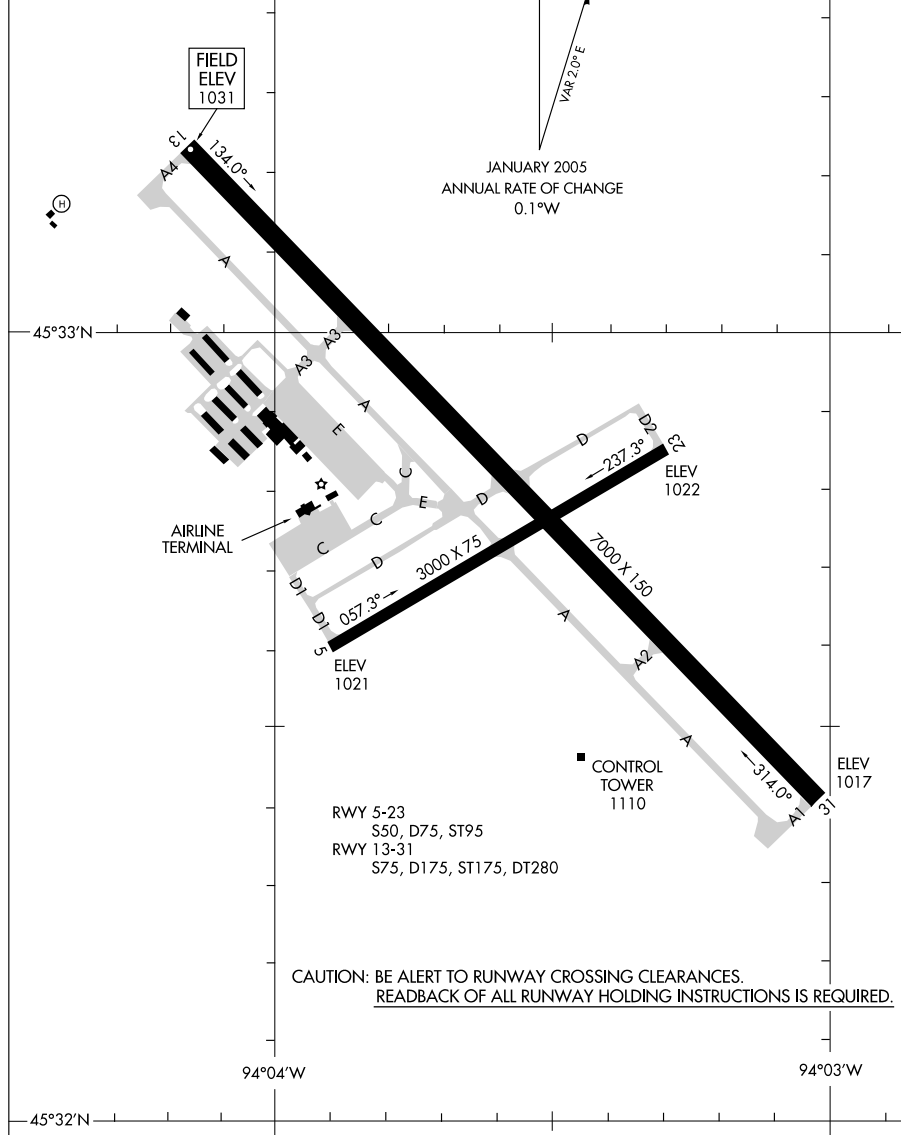 VAR 2.0° E
FIELD
ELEV
1031
JANUARY 2005
ANNUAL RATE OF CHANGE
0.1°W
13
134.0°
A4
H
A
45°33'N
A3
A3
A
E
C
D
D2
23
237.3°
ELEV
1022
E
D
C
C
AIRLINE
TERMINAL
D
3000 X 75
7000 X 150
D1
057.3°
D1
5
ELEV
1021
A
A2
A
CONTROL
TOWER
1110
314.0°
ELEV
1017
A1
31
RWY 5-23
S50, D75, ST95
RWY 13-31
S75, D175, ST175, DT280
CAUTION: BE ALERT TO RUNWAY CROSSING CLEARANCES.
READBACK OF ALL RUNWAY HOLDING INSTRUCTIONS IS REQUIRED.
94°04'W
94°03'W
45°32'N